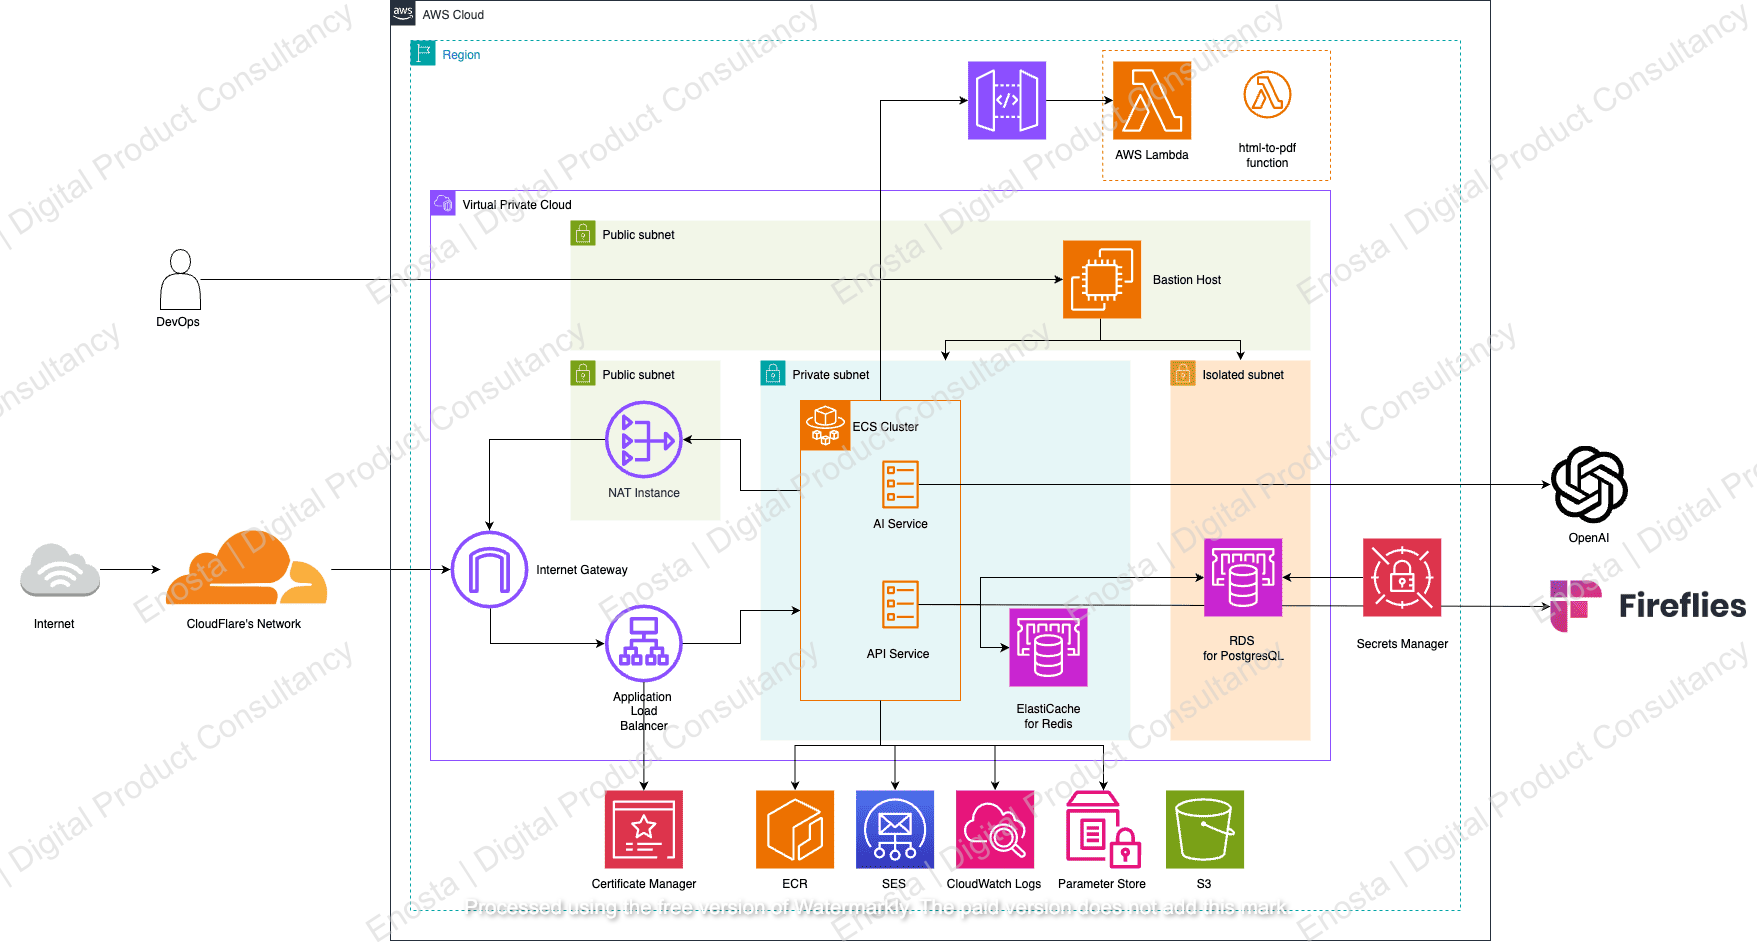 aws
AWS Cloud
Region
AWS Lambda
html-to-pdf
function
Virtual Private Cloud
Public subnet
Bastion Host
DevOps
Public subnet
Private subnet
Isolated subnet
ECS Cluster
NAT Instance
AI Service
OpenAI
Internet Gateway
Internet
CloudFlare's Network
API Service
Fireflies
RDS
for PostgresQL
Secrets Manager
Application
Load
Balancer
ElastiCache
for Redis
Certificate Manager
ECR
SES
CloudWatch Logs
Parameter Store
S3
Processed using the free version of Watermarkly. The paid version does not add this mark.
Enosta | Digital Product Consultancy